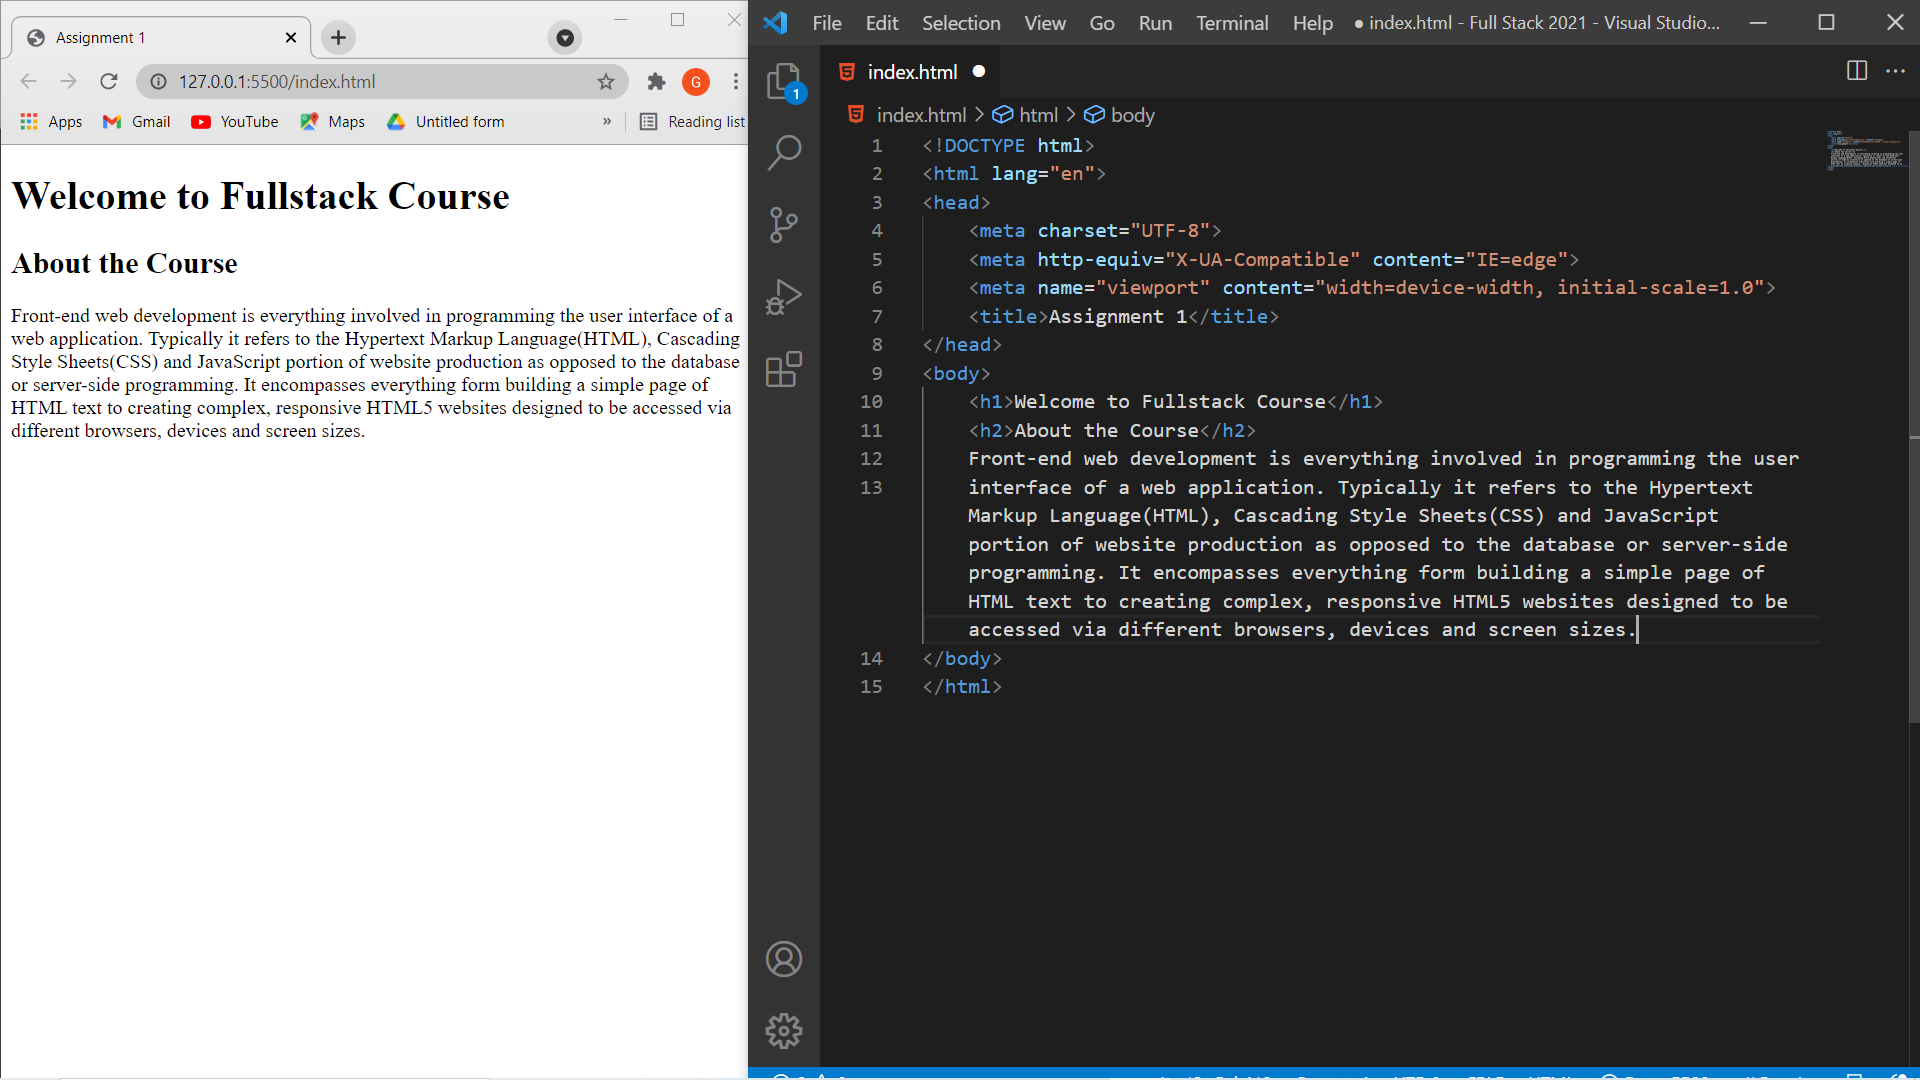 Assignment 1
127.0.0.1:5500/index.html
G
Apps Gmail YouTube Maps Untitled form » Reading list
Welcome to Fullstack Course
About the Course
Front-end web development is everything involved in programming the user interface of a
web application. Typically it refers to the Hypertext Markup Language(HTML), Cascading
Style Sheets(CSS) and JavaScript portion of website production as opposed to the database
or server-side programming. It encompasses everything form building a simple page of
HTML text to creating complex, responsive HTML5 websites designed to be accessed via
different browsers, devices and screen sizes.
File Edit Selection View Go Run Terminal Help ● index.html - Full Stack 2021 - Visual Studio...
1
index.html
index.html > html > body
1 <!DOCTYPE html>
2 <html lang="en">
3 <head>
4 <meta charset="UTF-8">
5 <meta http-equiv="X-UA-Compatible" content="IE=edge">
6 <meta name="viewport" content="width=device-width, initial-scale=1.0">
7 <title>Assignment 1</title>
8 </head>
9 <body>
10 <h1>Welcome to Fullstack Course</h1>
11 <h2>About the Course</h2>
12 Front-end web development is everything involved in programming the user
13 interface of a web application. Typically it refers to the Hypertext
Markup Language(HTML), Cascading Style Sheets(CSS) and JavaScript
portion of website production as opposed to the database or server-side
programming. It encompasses everything form building a simple page of
HTML text to creating complex, responsive HTML5 websites designed to be
accessed via different browsers, devices and screen sizes.
14 </body>
15 </html>